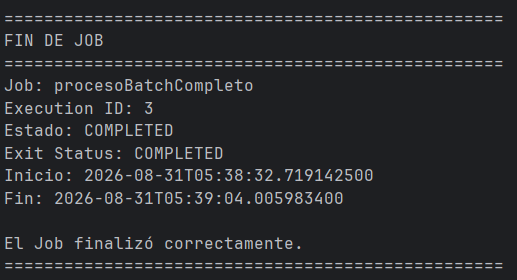 ==================================================
FIN DE JOB
==================================================
Job: procesoBatchCompleto
Execution ID: 3
Estado: COMPLETED
Exit Status: COMPLETED
Inicio: 2026-08-31T05:38:32.719142500
Fin: 2026-08-31T05:39:04.005983400
El Job finalizó correctamente.
==================================================